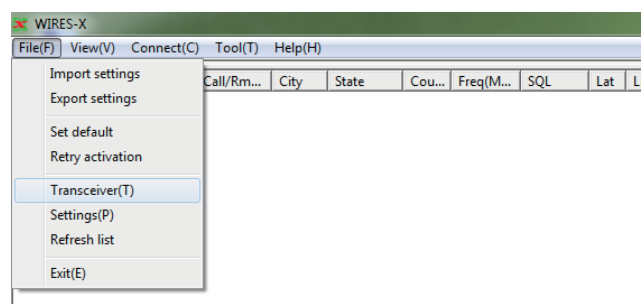 WIRES-X
File(F) View(V) Connect(C) Tool(T) Help(H)
Call/Rm... City State Cou... Freq(M... SQL Lat L
Import settings
Export settings
Set default
Retry activation
Transceiver(T)
Settings(P)
Refresh list
Exit(E)